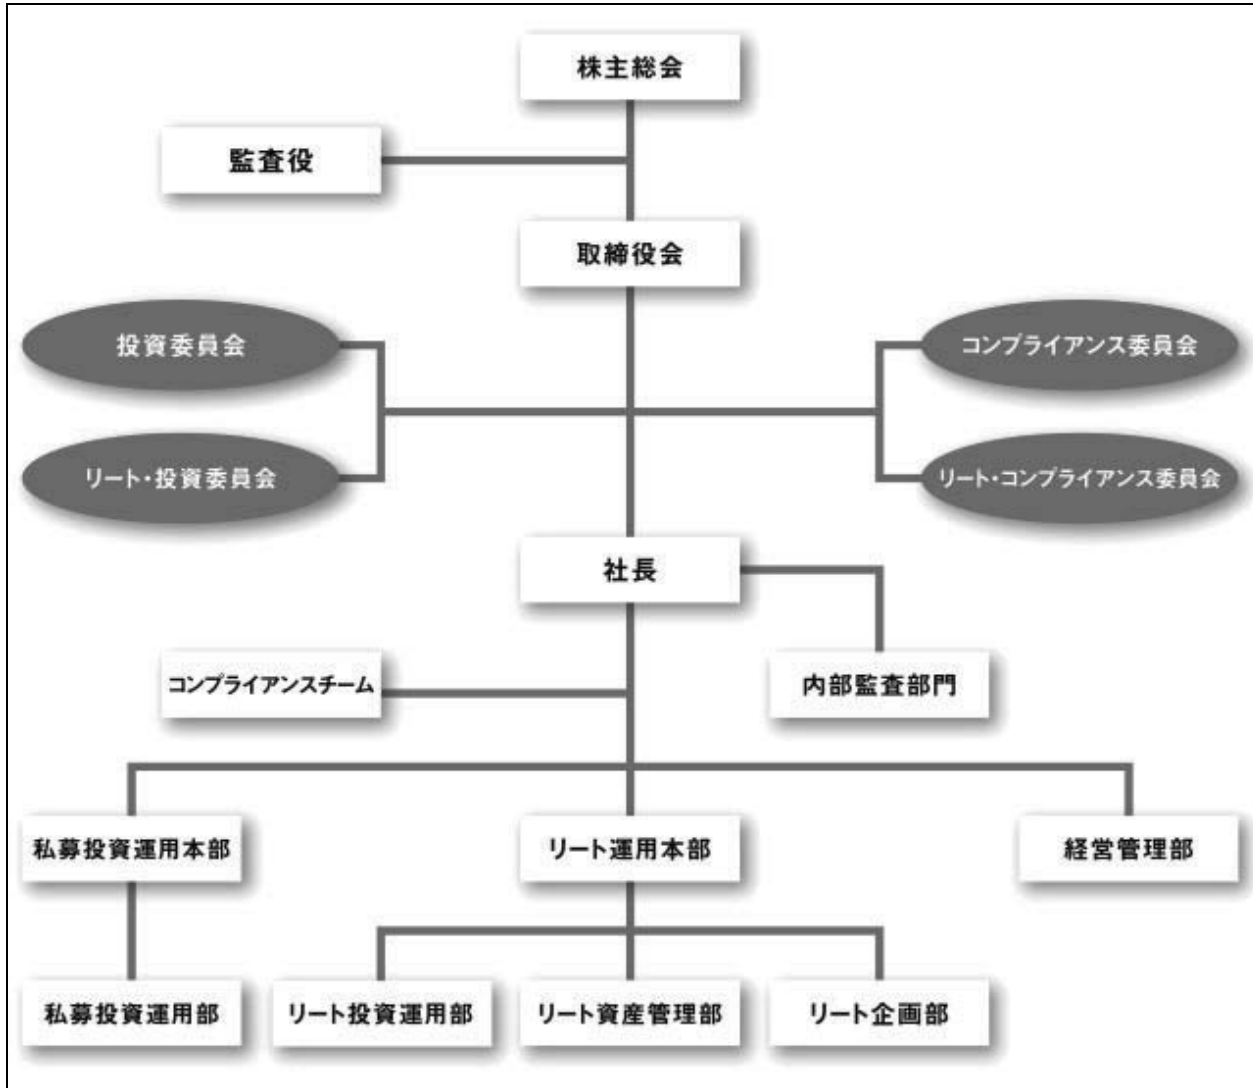 株主総会
監査役
取締役会
投資委員会
コンプライアンス委員会
リート・投資委員会
リート・コンプライアンス委員会
社長
コンプライアンスチーム
内部監査部門
私募投資運用本部
リート運用本部
経営管理部
私募投資運用部
リート投資運用部
リート資産管理部
リート企画部